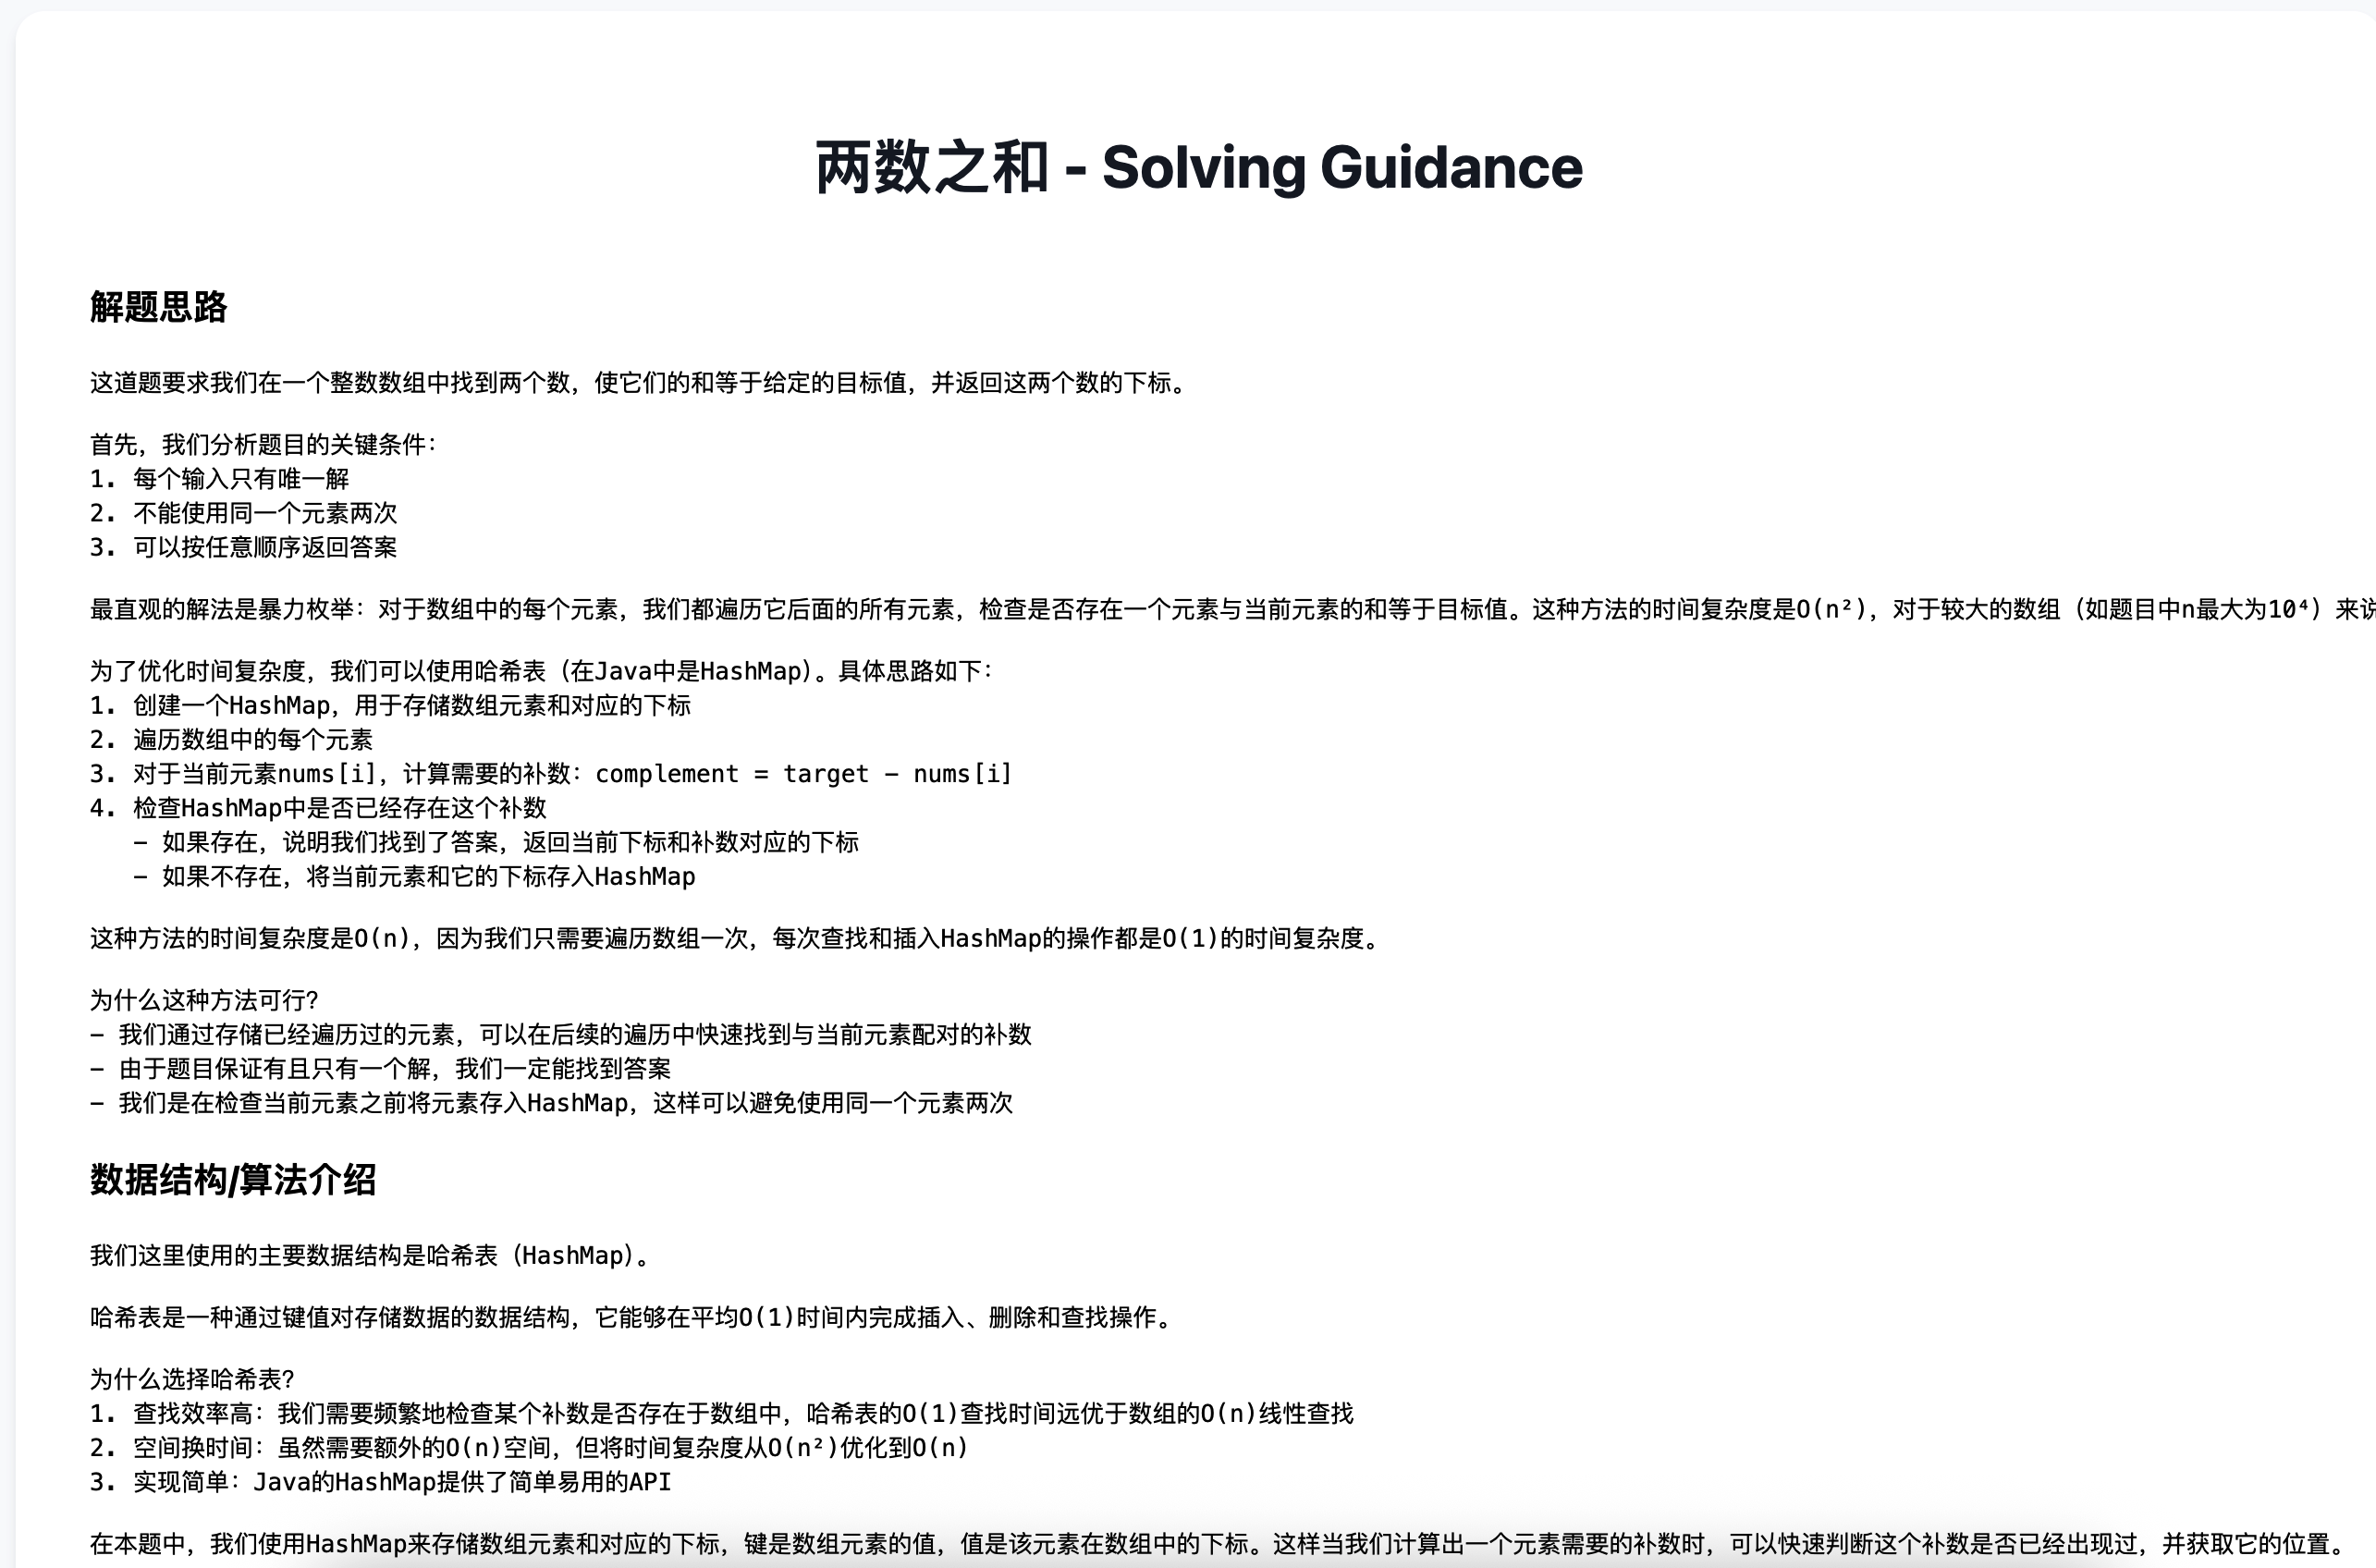 两数之和 - Solving Guidance
解题思路
这道题要求我们在一个整数数组中找到两个数，使它们的和等于给定的目标值，并返回这两个数的下标。
首先，我们分析题目的关键条件：
1. 每个输入只有唯一解
2. 不能使用同一个元素两次
3. 可以按任意顺序返回答案
最直观的解法是暴力枚举：对于数组中的每个元素，我们都遍历它后面的所有元素，检查是否存在一个元素与当前元素的和等于目标值。这种方法的时间复杂度是O(n²)，对于较大的数组（如题目中n最大为10⁴）来说
为了优化时间复杂度，我们可以使用哈希表（在Java中是HashMap）。具体思路如下：
1. 创建一个HashMap，用于存储数组元素和对应的下标
2. 遍历数组中的每个元素
3. 对于当前元素nums[i]，计算需要的补数：complement = target - nums[i]
4. 检查HashMap中是否已经存在这个补数
- 如果存在，说明我们找到了答案，返回当前下标和补数对应的下标
- 如果不存在，将当前元素和它的下标存入HashMap
这种方法的时间复杂度是O(n)，因为我们只需要遍历数组一次，每次查找和插入HashMap的操作都是O(1)的时间复杂度。
为什么这种方法可行？
- 我们通过存储已经遍历过的元素，可以在后续的遍历中快速找到与当前元素配对的补数
- 由于题目保证有且只有一个解，我们一定能找到答案
- 我们是在检查当前元素之前将元素存入HashMap，这样可以避免使用同一个元素两次
数据结构/算法介绍
我们这里使用的主要数据结构是哈希表（HashMap）。
哈希表是一种通过键值对存储数据的数据结构，它能够在平均O(1)时间内完成插入、删除和查找操作。
为什么选择哈希表？
1. 查找效率高：我们需要频繁地检查某个补数是否存在于数组中，哈希表的O(1)查找时间远优于数组的O(n)线性查找
2. 空间换时间：虽然需要额外的O(n)空间，但将时间复杂度从O(n²)优化到O(n)
3. 实现简单：Java的HashMap提供了简单易用的API
在本题中，我们使用HashMap来存储数组元素和对应的下标，键是数组元素的值，值是该元素在数组中的下标。这样当我们计算出一个元素需要的补数时，可以快速判断这个补数是否已经出现过，并获取它的位置。